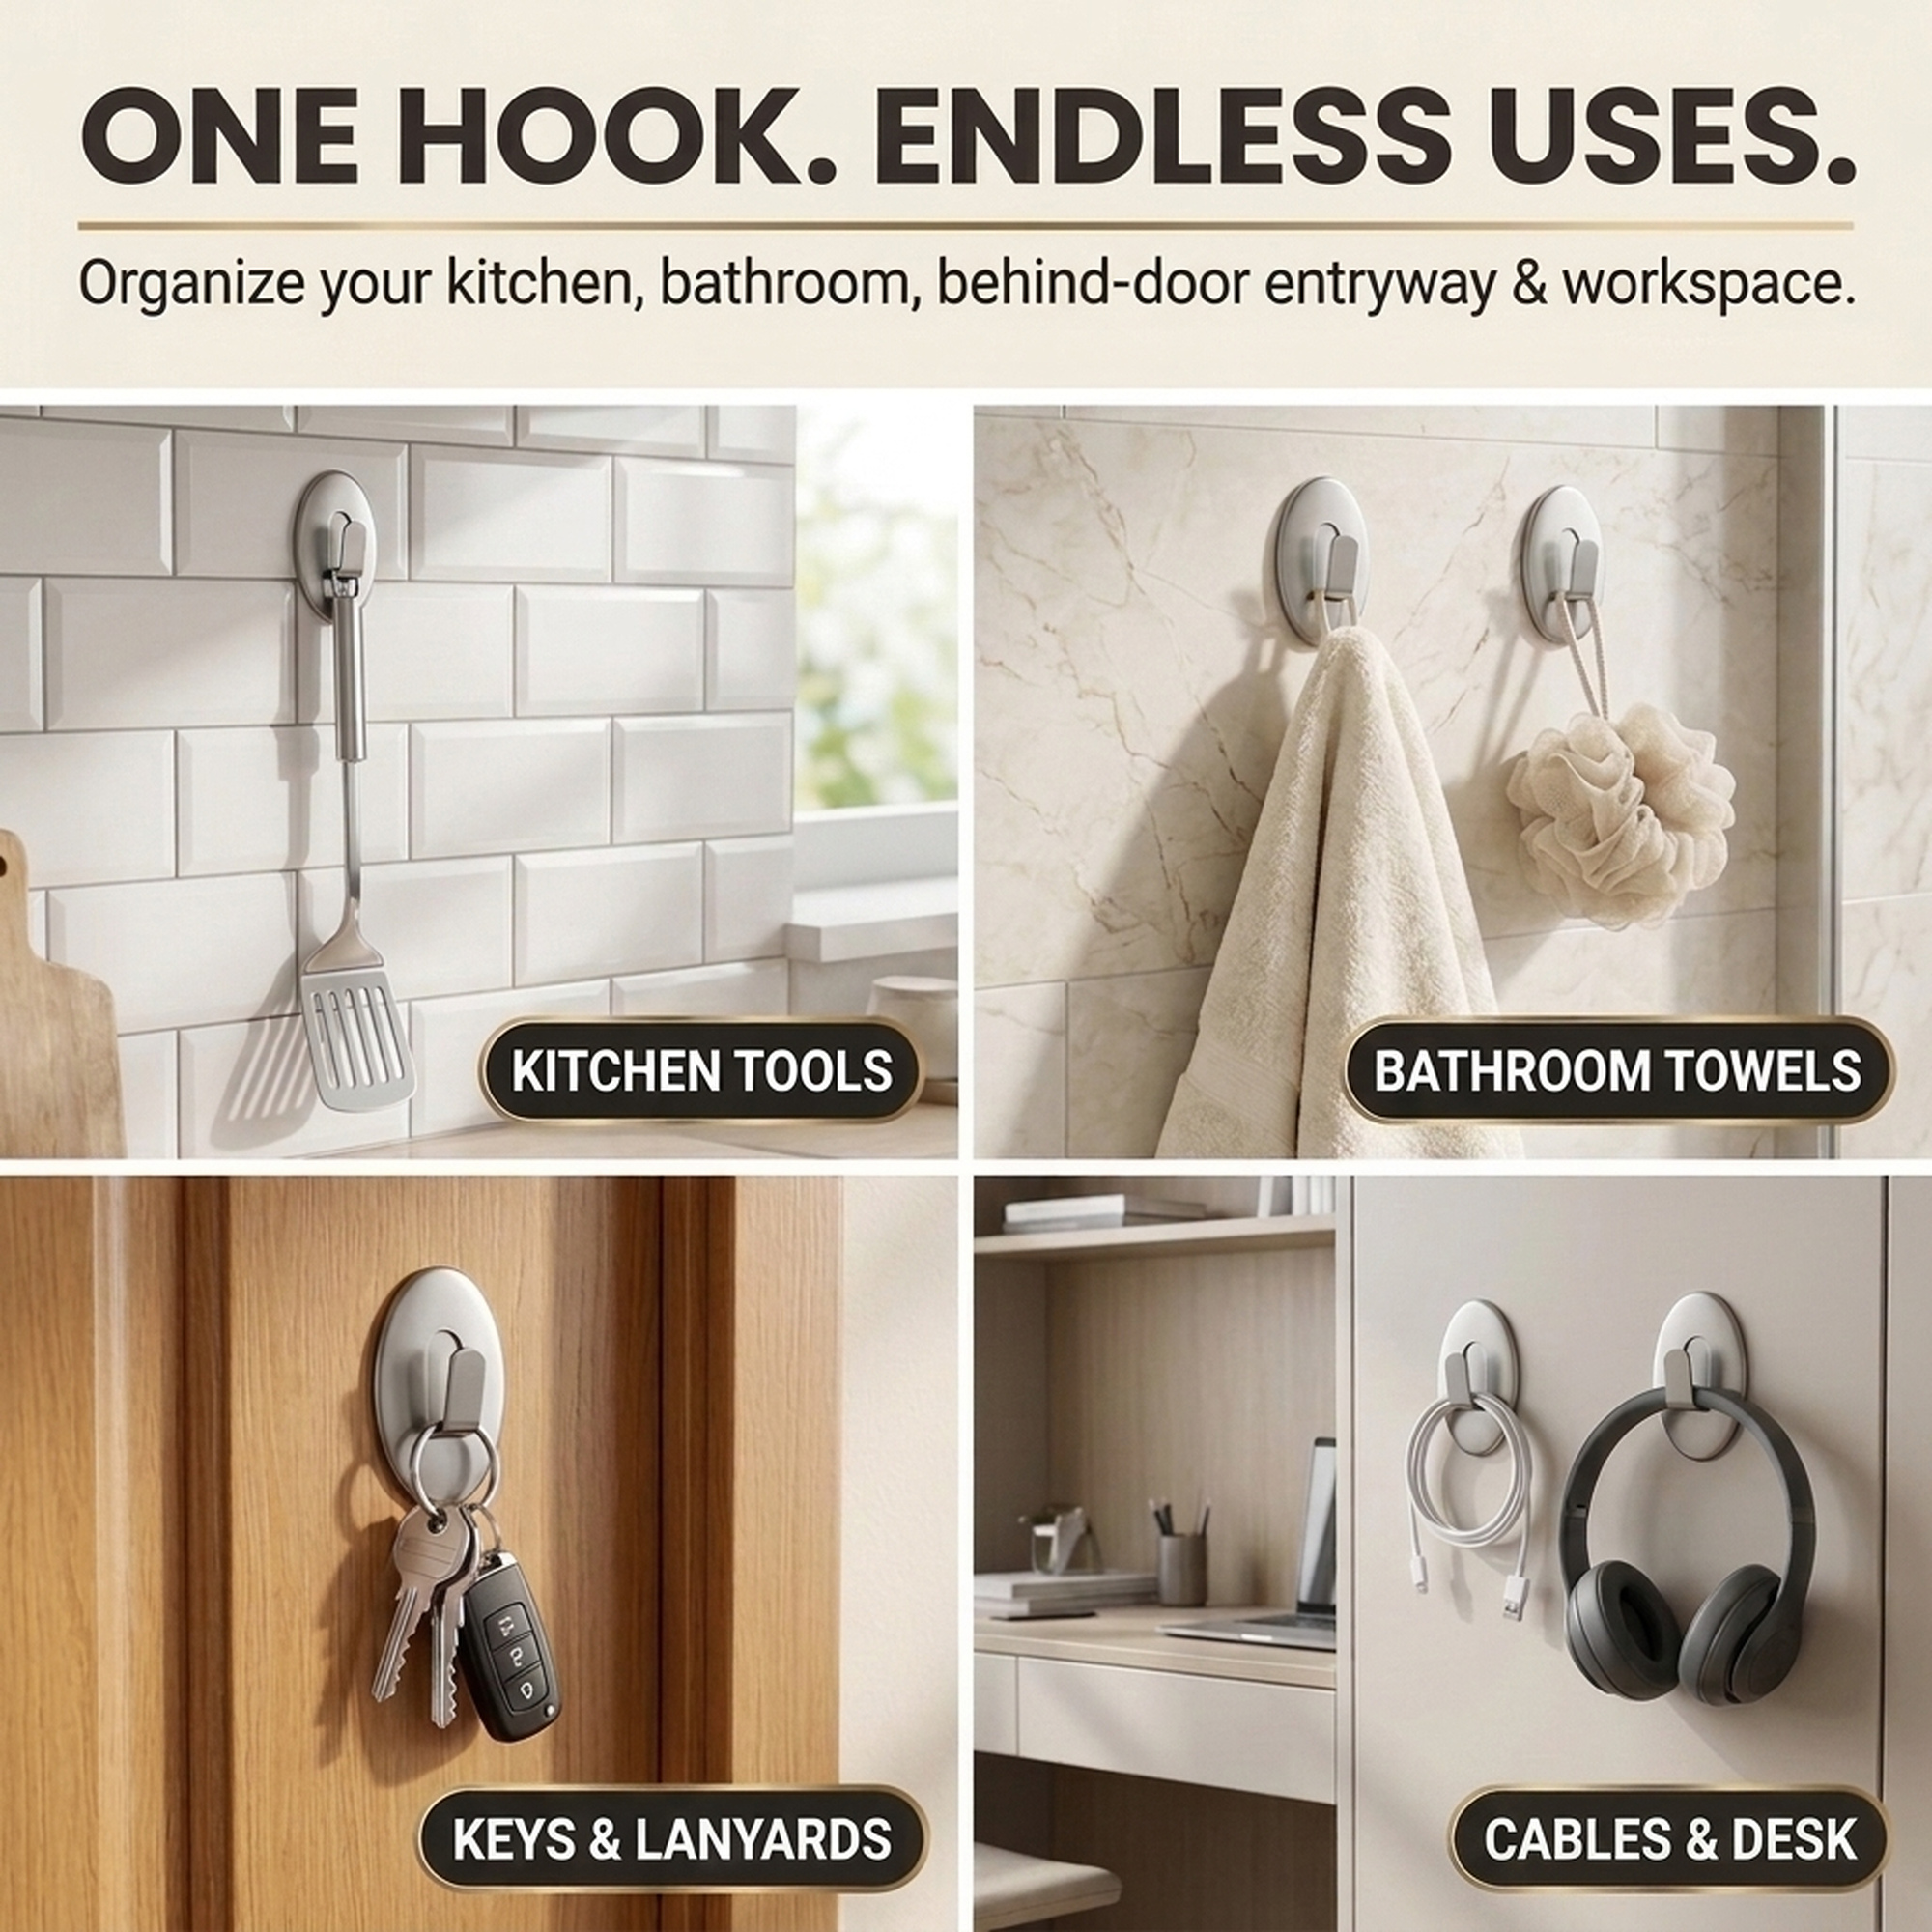 ONE HOOK. ENDLESS USES.
Organize your kitchen, bathroom, behind-door entryway & workspace.
KITCHEN TOOLS
BATHROOM TOWELS
KEYS & LANYARDS
CABLES & DESK